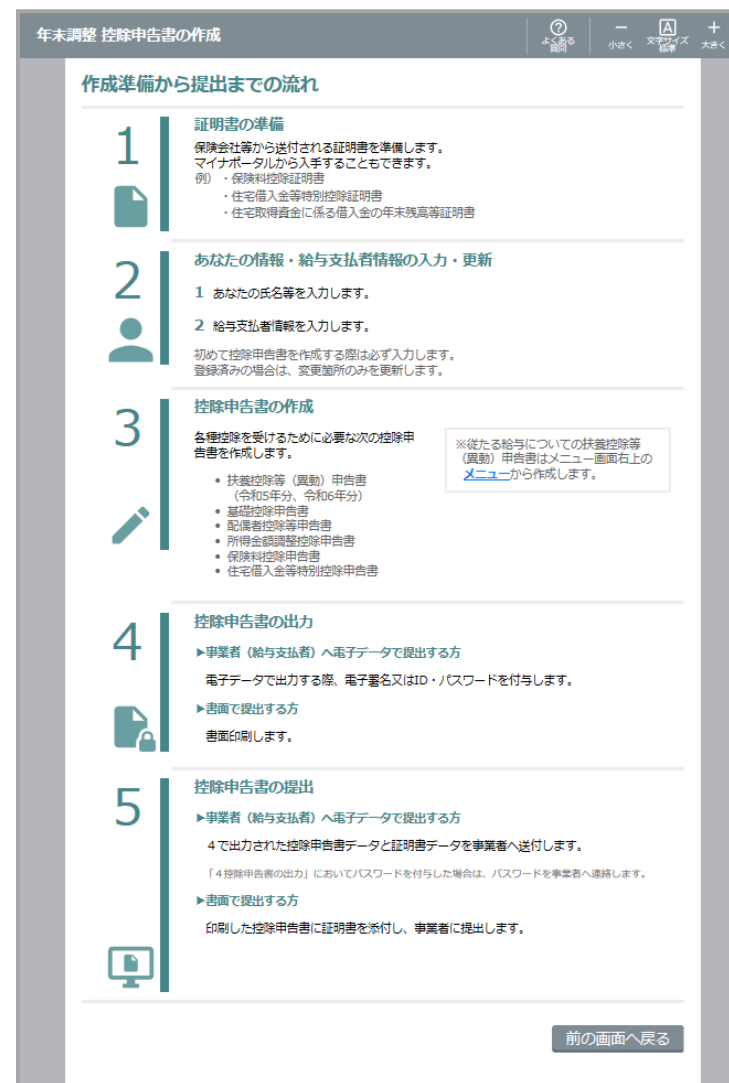 年末調整 控除申告書の作成
よくある
質問
小さく
A
文字サイズ
標準
大きく
作成準備から提出までの流れ
1
証明書の準備
保険会社等から送付される証明書を準備します。
マイナポータルから入手することもできます。
例） ・保険料控除証明書
・住宅借入金等特別控除証明書
・住宅取得資金に係る借入金の年末残高等証明書
2
あなたの情報・給与支払者情報の入力・更新
1 あなたの氏名等を入力します。
2 給与支払者情報を入力します。
初めて控除申告書を作成する際は必ず入力します。
登録済みの場合は、変更箇所のみを更新します。
3
控除申告書の作成
各種控除を受けるために必要な次の控除申
告書を作成します。
• 扶養控除等（異動）申告書
（令和5年分、令和6年分）
• 基礎控除申告書
• 配偶者控除等申告書
• 所得金額調整控除申告書
• 保険料控除申告書
• 住宅借入金等特別控除申告書
※従たる給与についての扶養控除等
（異動）申告書はメニュー画面右上の
メニューから作成します。
4
控除申告書の出力
▶事業者（給与支払者）へ電子データで提出する方
電子データで出力する際、電子署名又はID・パスワードを付与します。
▶書面で提出する方
書面印刷します。
5
控除申告書の提出
▶事業者（給与支払者）へ電子データで提出する方
４で出力された控除申告書データと証明書データを事業者へ送付します。
「４控除申告書の出力」においてパスワードを付与した場合は、パスワードを事業者へ連絡します。
▶書面で提出する方
印刷した控除申告書に証明書を添付し、事業者に提出します。
前の画面へ戻る